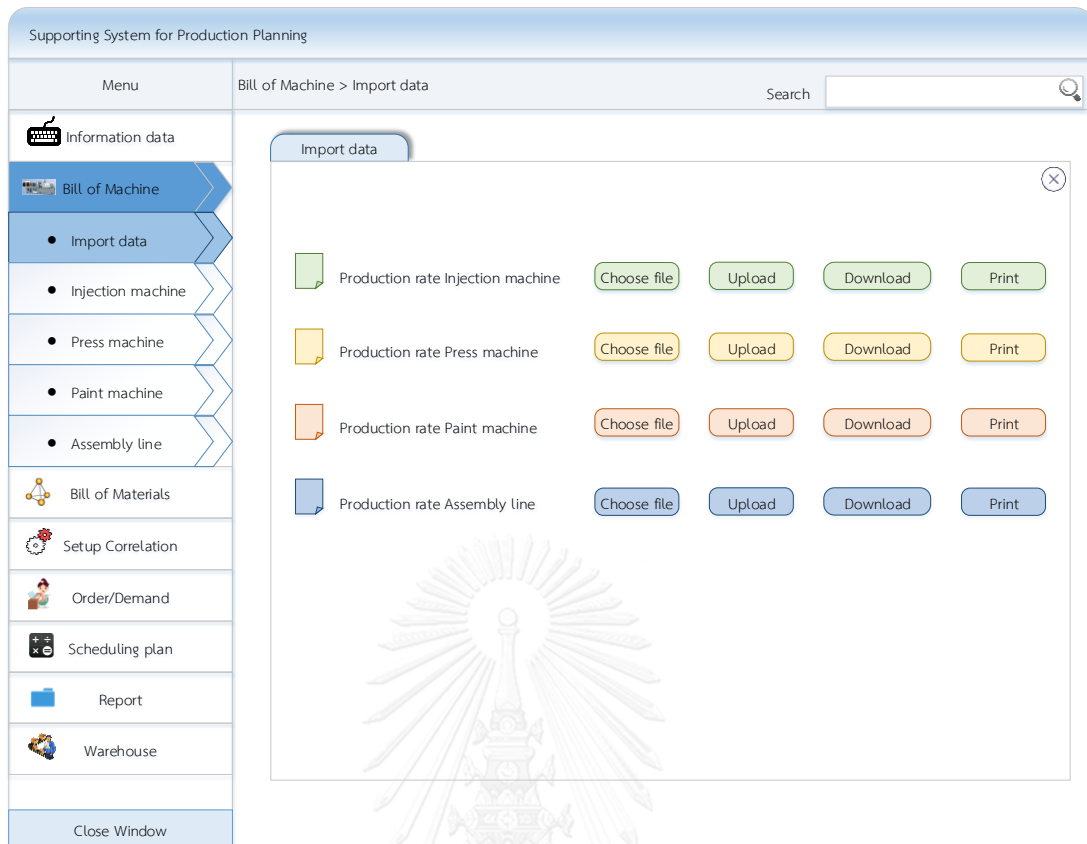 Supporting System for Production Planning
Menu
Bill of Machine > Import data
Search
Information data
Bill of Machine
Import data
Injection machine
Press machine
Paint machine
Assembly line
Bill of Materials
Setup Correlation
Order/Demand
Scheduling plan
Report
Warehouse
Close Window
Import data
Production rate Injection machine Choose file Upload Download Print
Production rate Press machine Choose file Upload Download Print
Production rate Paint machine Choose file Upload Download Print
Production rate Assembly line Choose file Upload Download Print